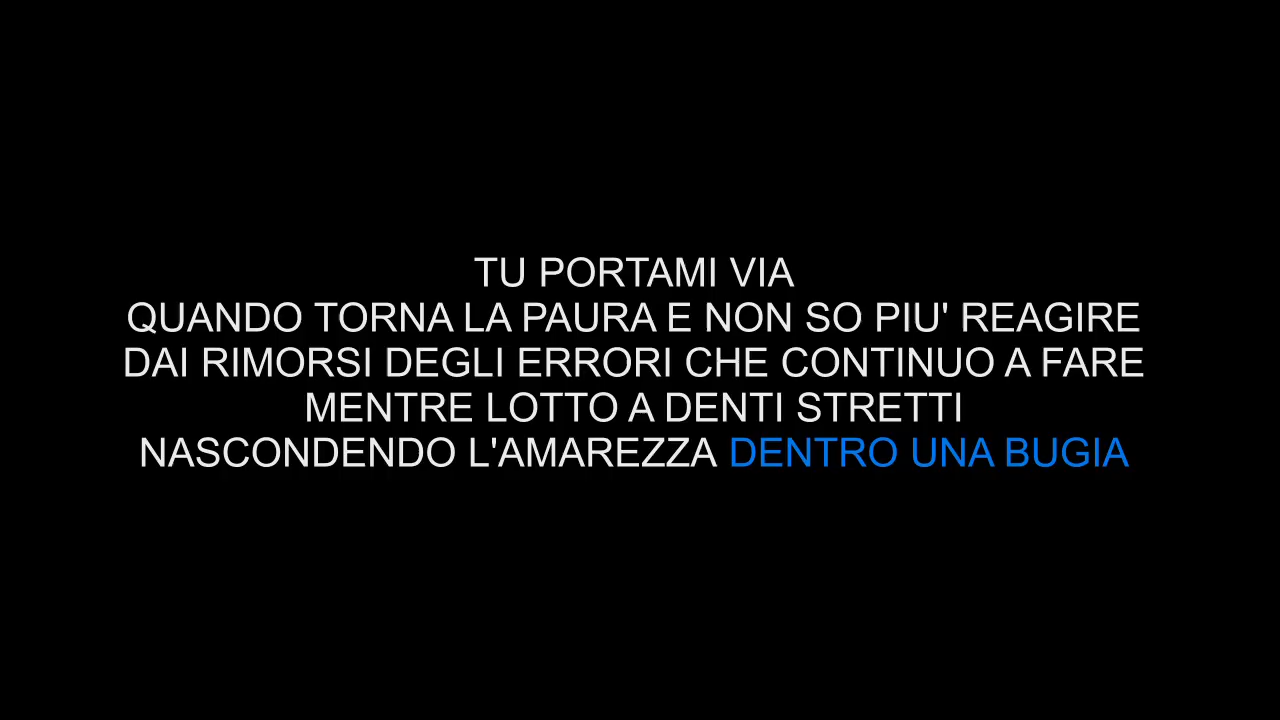 TU PORTAMI VIA
QUANDO TORNA LA PAURA E NON SO PIU' REAGIRE
DAI RIMORSI DEGLI ERRORI CHE CONTINUO A FARE
MENTRE LOTTO A DENTI STRETTI
NASCONDENDO L'AMAREZZA DENTRO UNA BUGIA